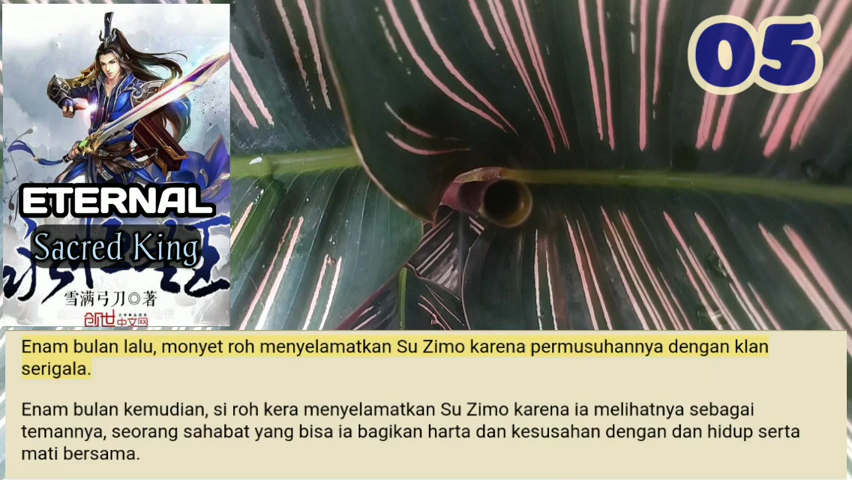 05
ETERNAL
Sacred King
雪满弓刀◎著
创世中文网
Enam bulan lalu, monyet roh menyelamatkan Su Zimo karena permusuhannya dengan klan
serigala.
Enam bulan kemudian, si roh kera menyelamatkan Su Zimo karena ia melihatnya sebagai
temannya, seorang sahabat yang bisa ia bagikan harta dan kesusahan dengan dan hidup serta
mati bersama.